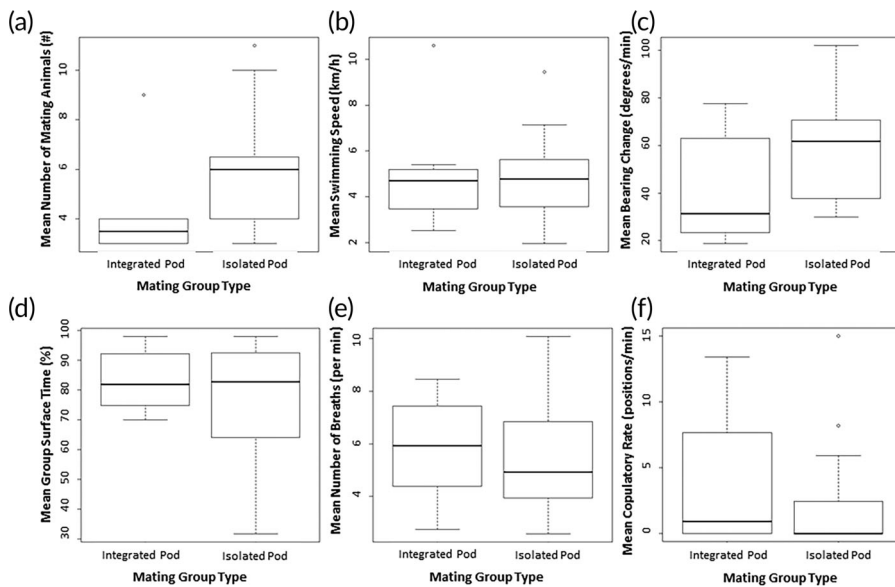 (a)
Mean Number of Mating Animals (#)
10
8
6
4
Integrated Pod Isolated Pod
Mating Group Type
(b)
Mean Swimming Speed (km/h)
10
8
6
4
2
Integrated Pod Isolated Pod
Mating Group Type
(c)
Mean Bearing Change (degrees/min)
100
80
60
40
20
Integrated Pod Isolated Pod
Mating Group Type
(d)
Mean Group Surface Time (%)
100
90
80
70
60
50
40
30
Integrated Pod Isolated Pod
Mating Group Type
(e)
Mean Number of Breaths (per min)
10
8
6
4
Integrated Pod Isolated Pod
Mating Group Type
(f)
Mean Copulatory Rate (positions/min)
15
10
5
0
Integrated Pod Isolated Pod
Mating Group Type